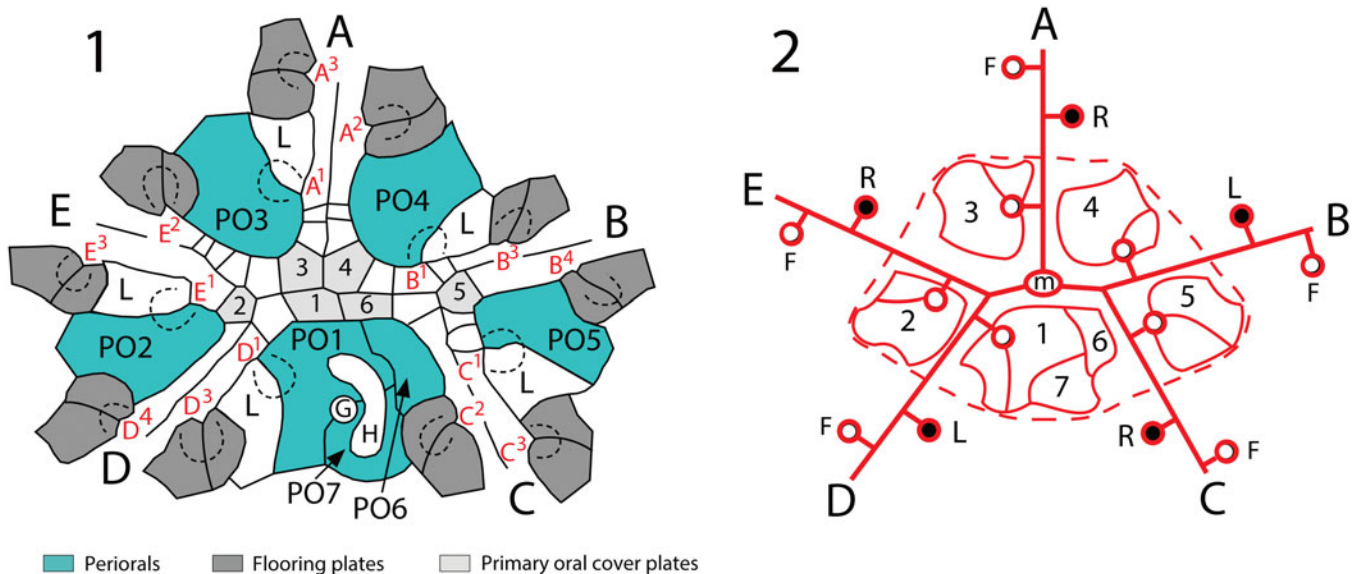 1
A
A³
A²
L
A¹
PO3
PO4
L
E
E²
B
E³
L
E¹
B¹
B³
B⁴
3
4
2
1
6
5
PO2
D¹
PO1
PO5
C¹
L
D³
L
G
H
C²
D⁴
C³
D
PO7
PO6
C
Periorals
Flooring plates
Primary oral cover plates
2
A
F
R
E
R
L
B
3
4
F
F
m
2
1
5
6
7
F
L
R
F
D
C